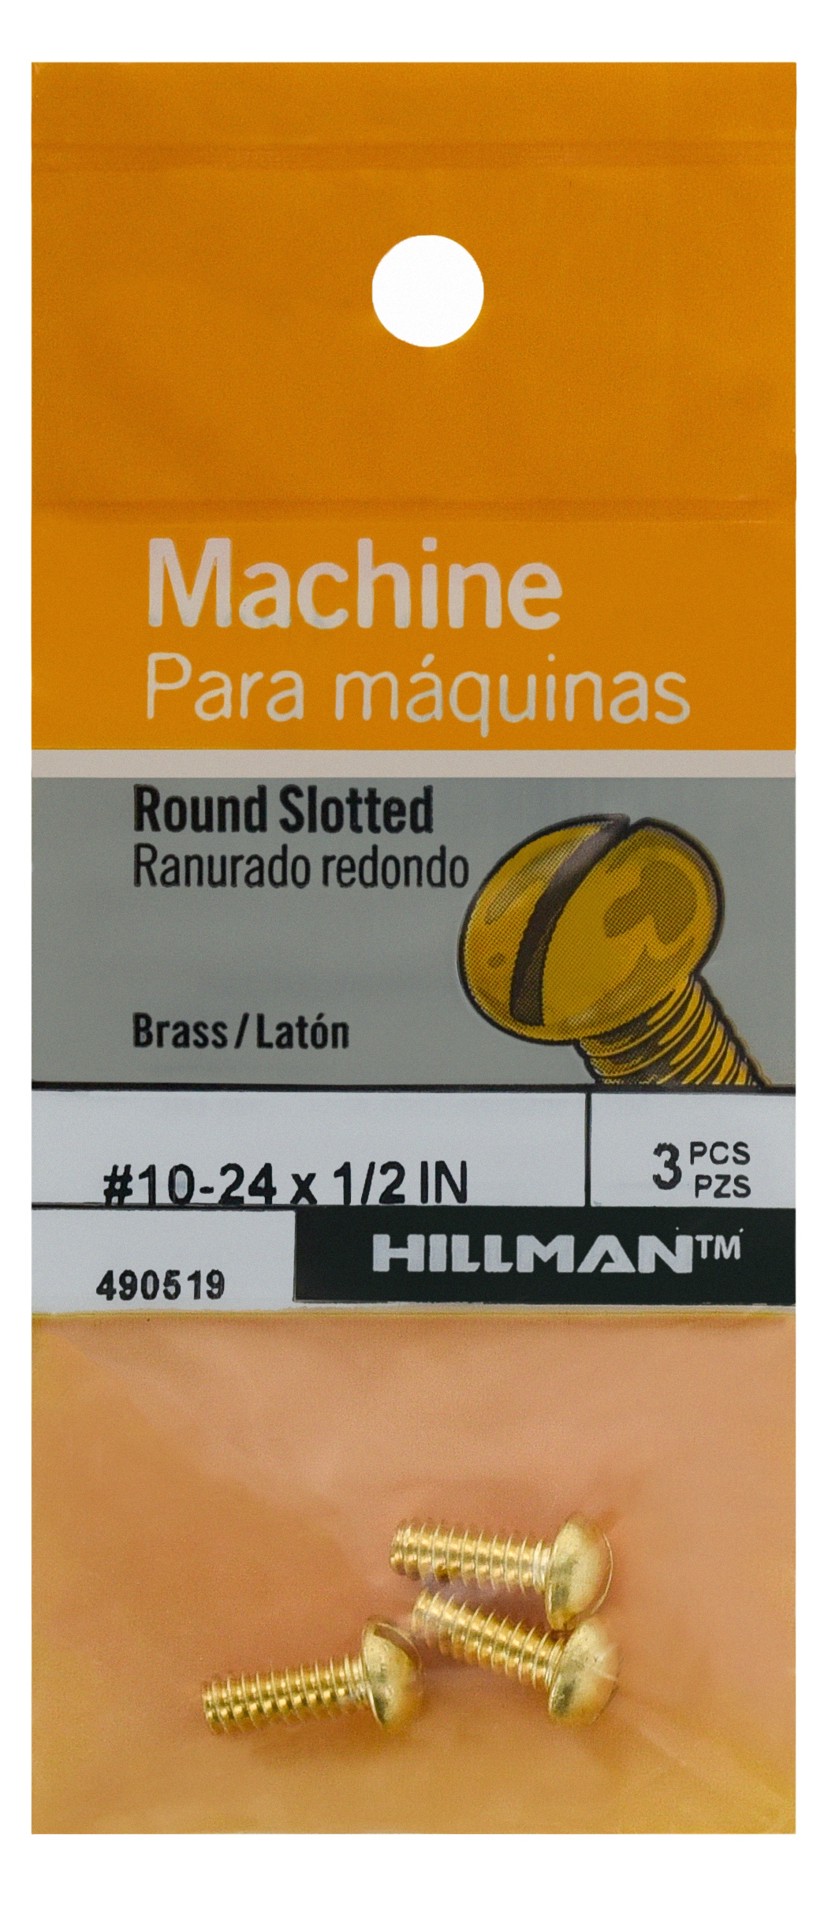 Machine
Para máquinas
Round Slotted
Ranurado redondo
Brass / Latón
#10-24 x 1/2 IN
3 PCS
PZS
490519
HILLMAN™